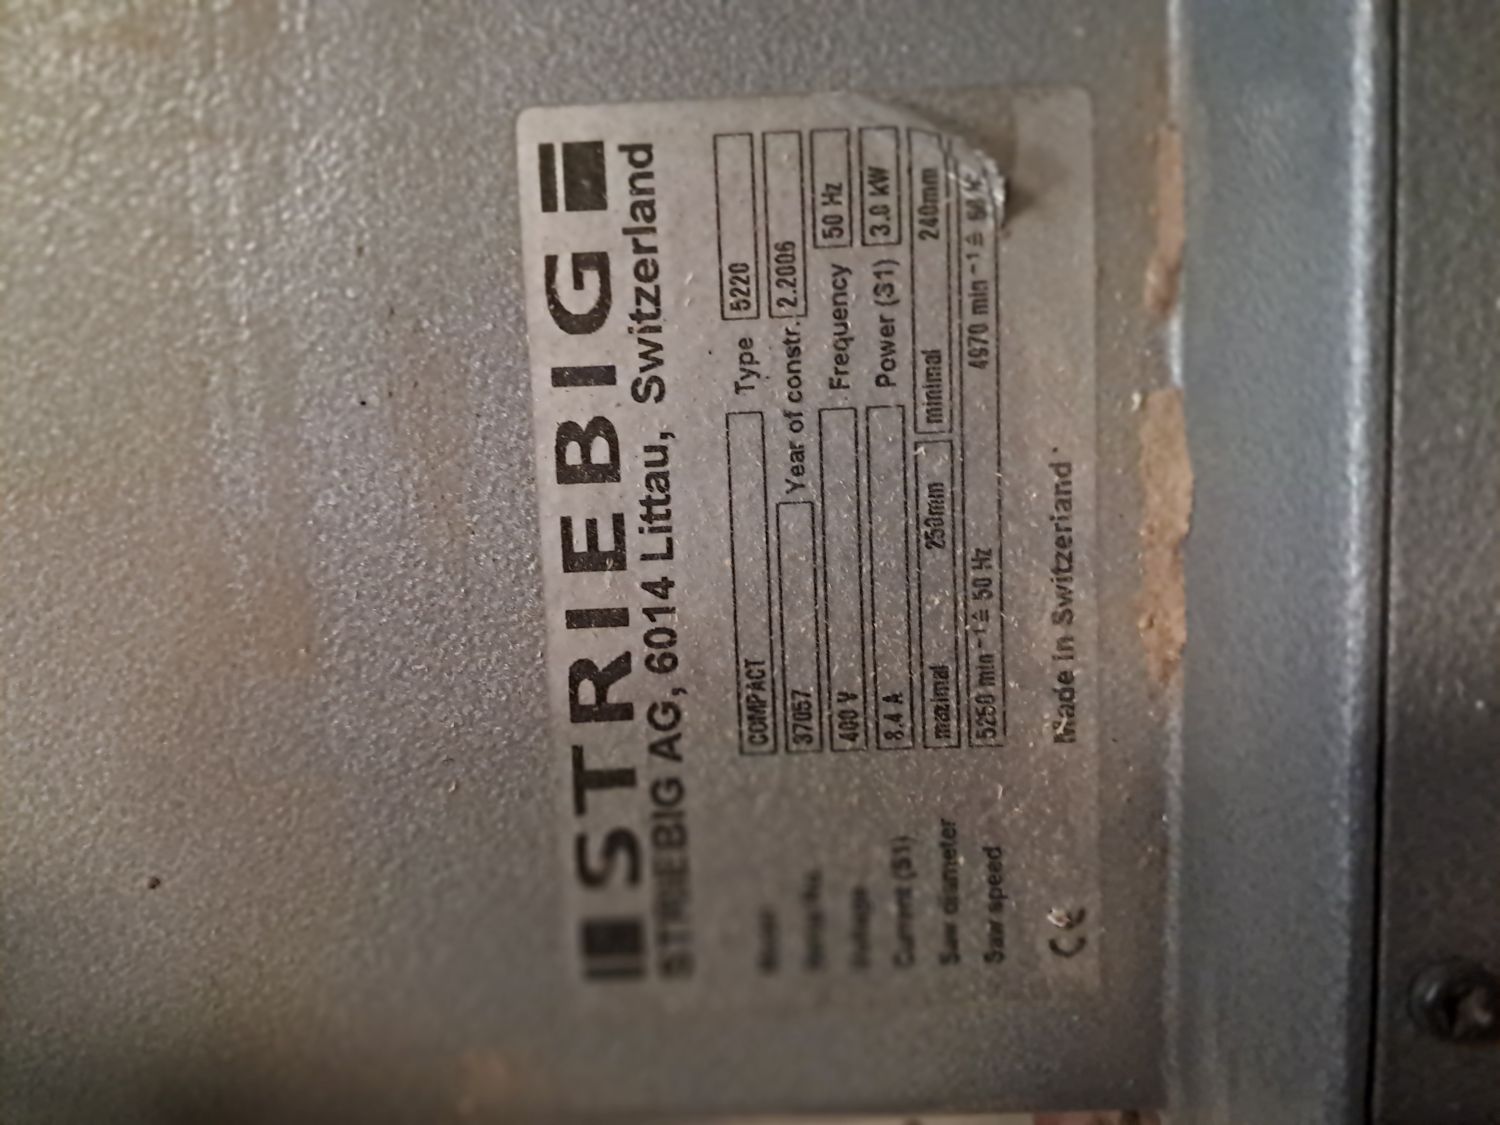 STRIEBIG
STRIEBIG AG, 6014 Littau, Switzerland
COMPACT Type 5220
37057 Year of constr. 2.2006
Voltage 400 V Frequency 50 Hz
Current (S1) 8.4 A Power (S1) 3.0 KW
Saw diameter maximal 250mm minimal 240mm
Saw speed 5250 min⁻¹ ≙ 50 Hz 4970 min⁻¹ ≙
CE Made in Switzerland